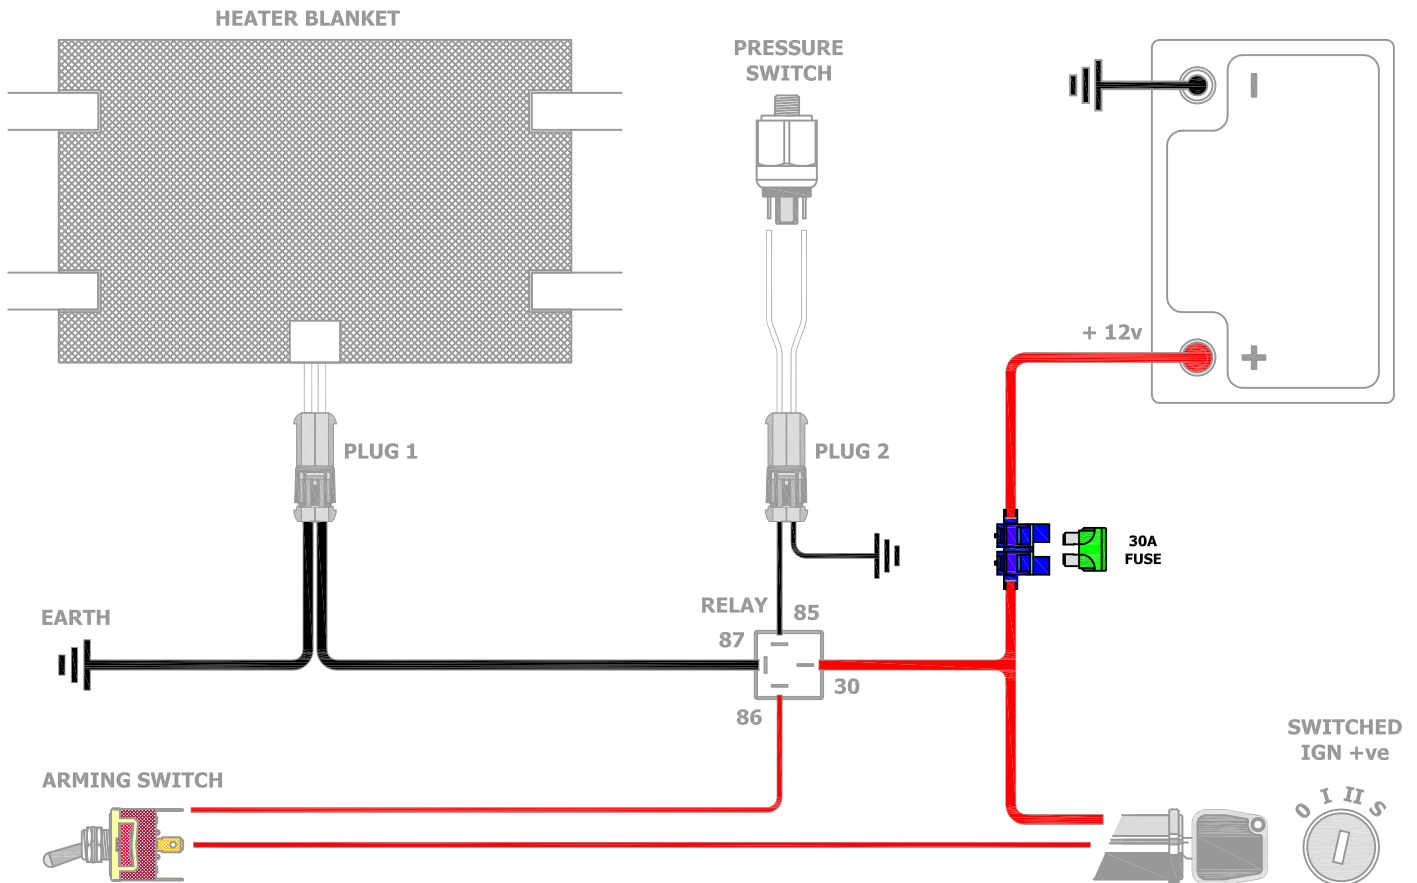 HEATER BLANKET
PRESSURE
SWITCH
+ 12v
PLUG 1
PLUG 2
30A
FUSE
EARTH
RELAY
85
87
30
86
SWITCHED
IGN +ve
ARMING SWITCH
O I II S